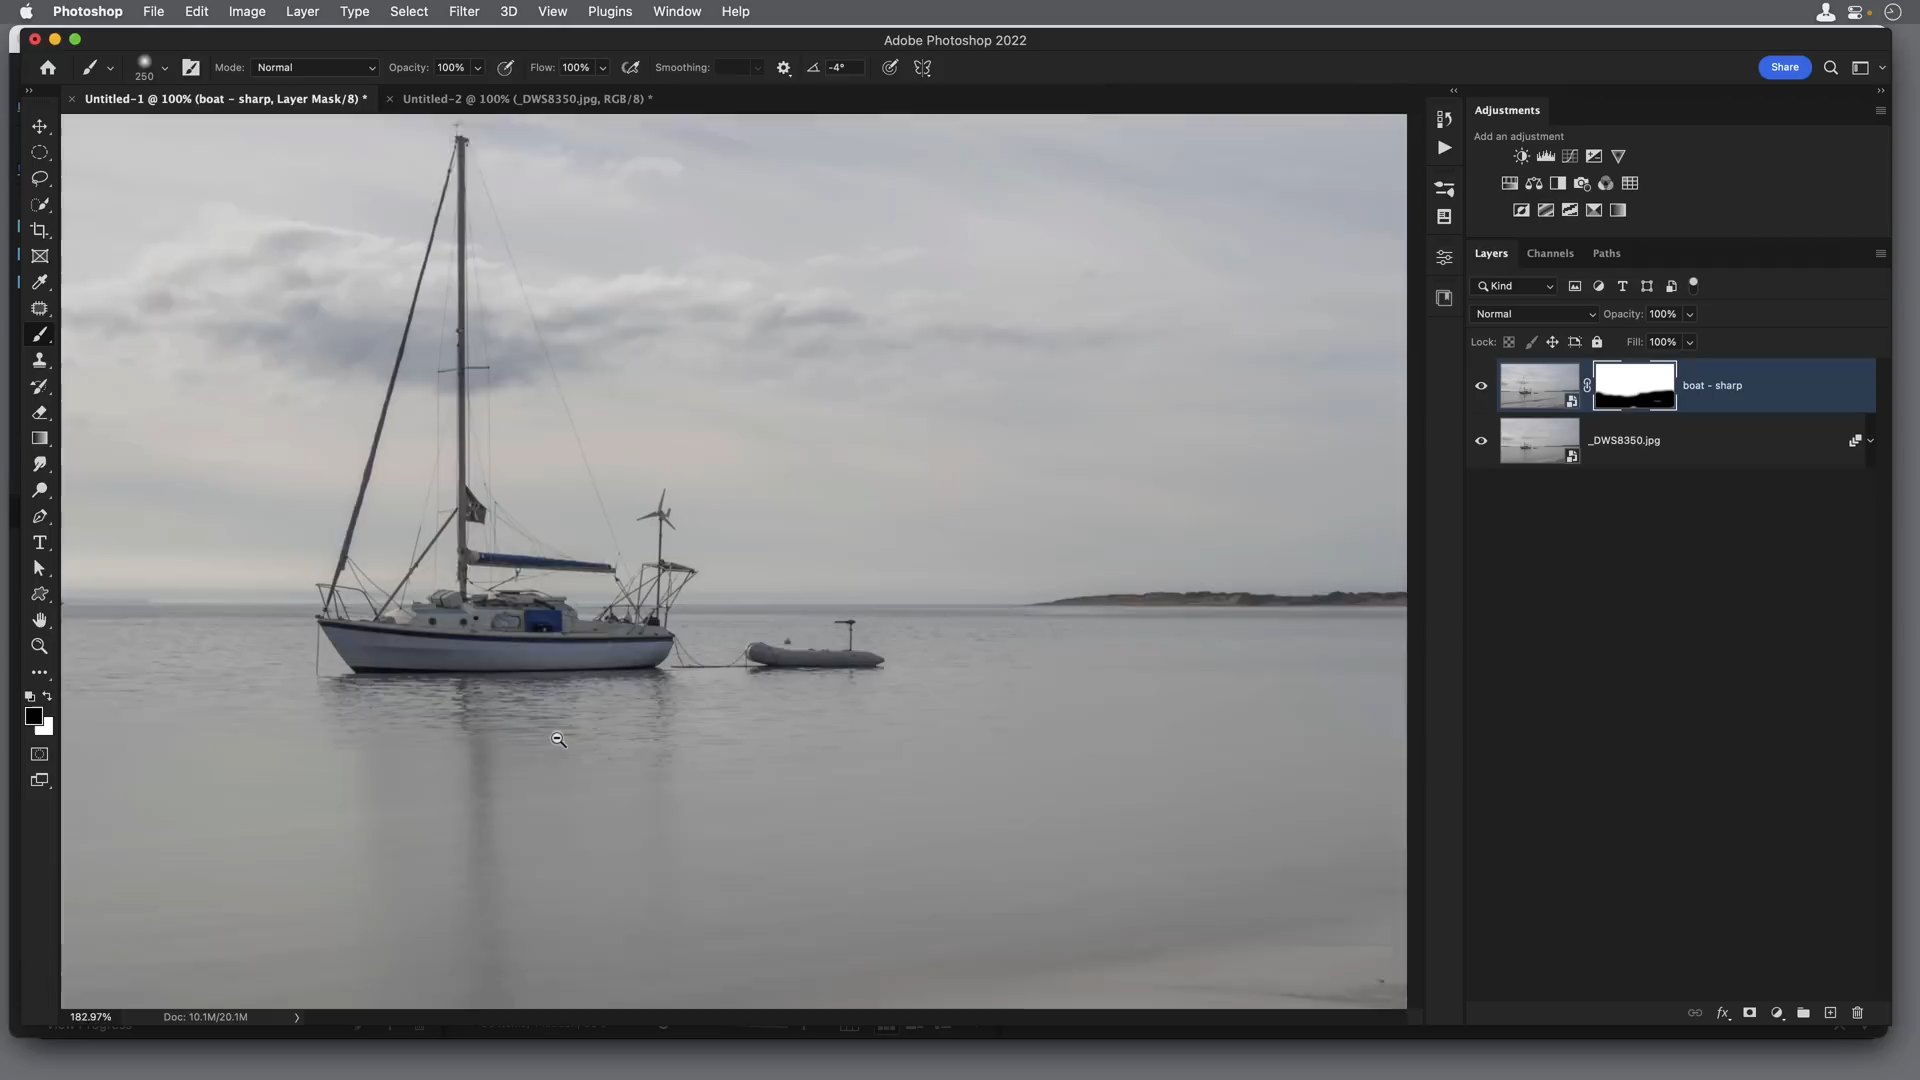 Photoshop File Edit Image Layer Type Select Filter 3D View Plugins Window Help
Adobe Photoshop 2022
250 Mode: Normal Opacity: 100% Flow: 100% Smoothing: -4° Share
Untitled-1 @ 100% (boat - sharp, Layer Mask/8) * Untitled-2 @ 100% (_DWS8350.jpg, RGB/8) *
Adjustments
Add an adjustment
Layers Channels Paths
Kind
Normal Opacity: 100%
Lock: Fill: 100%
boat - sharp
_DWS8350.jpg
182.97% Doc: 10.1M/20.1M